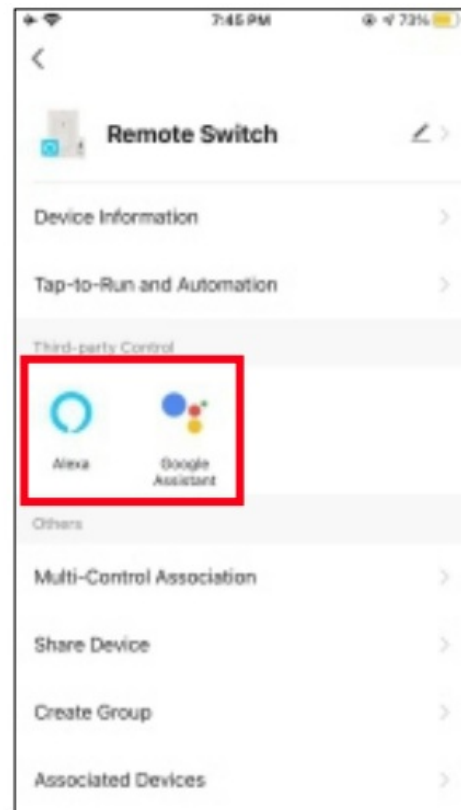 7:45 PM
73%
Remote Switch
Device Information
Tap-to-Run and Automation
Third-party Control
Alexa
Google
Assistant
Others
Multi-Control Association
Share Device
Create Group
Associated Devices